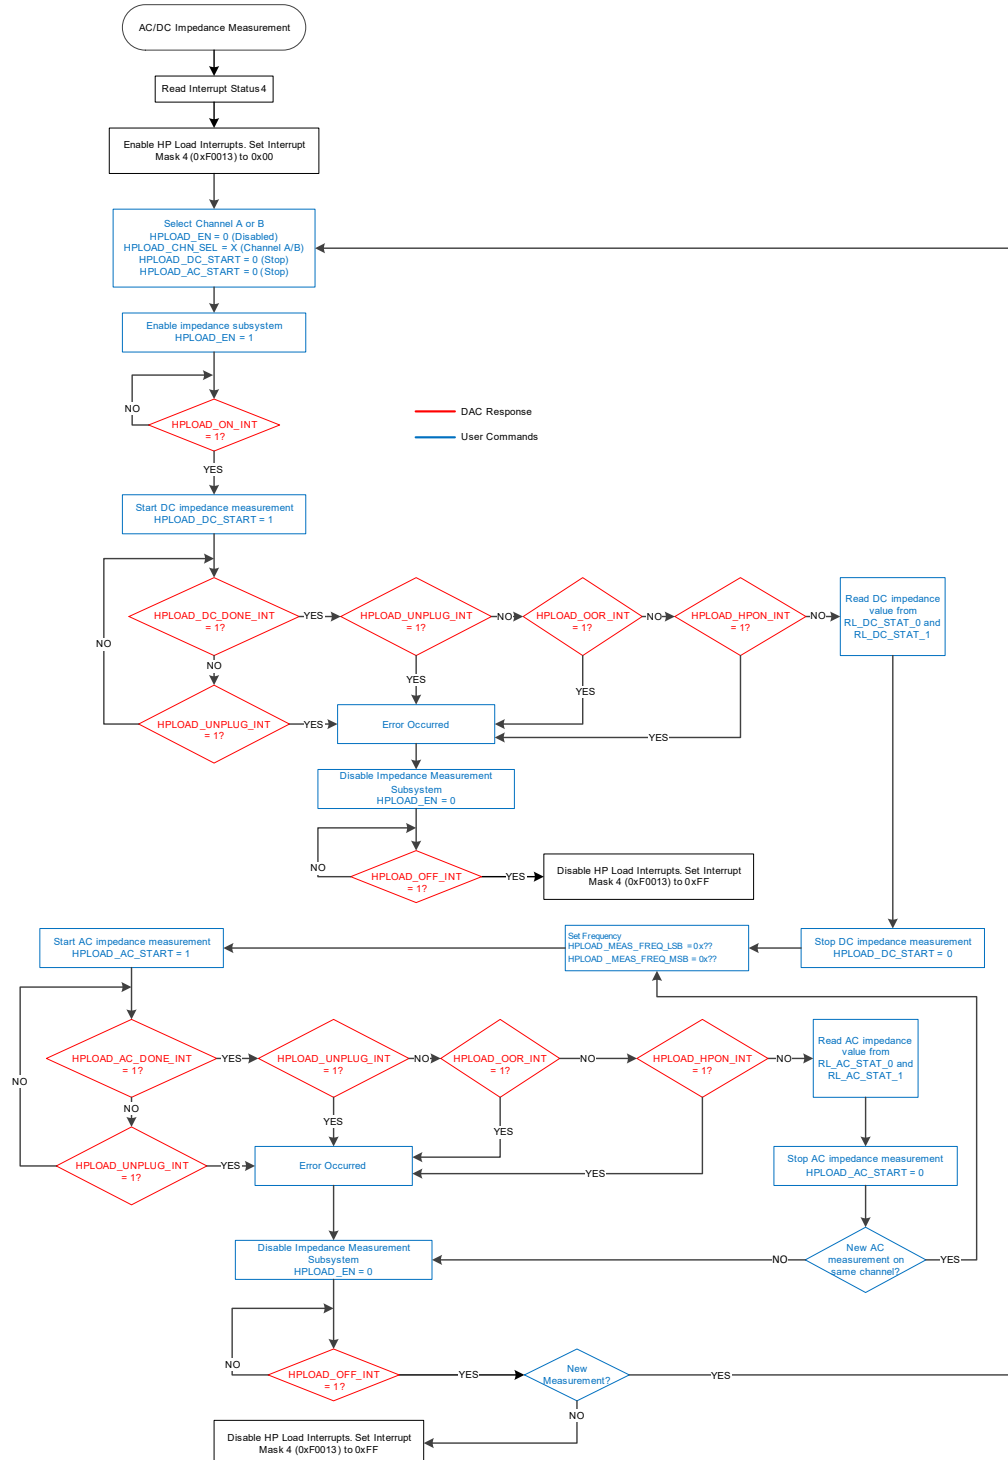 AC/DC Impedance Measurement
Read Interrupt Status4
Enable HP Load Interrupts. Set Interrupt
Mask 4 (0xF0013) to 0x00
Select Channel A or B
HPLOAD_EN = 0 (Disabled)
HPLOAD_CHN_SEL = X (Channel A/B)
HPLOAD_DC_START = 0 (Stop)
HPLOAD_AC_START = 0 (Stop)
Enable impedance subsystem
HPLOAD_EN = 1
NO
HPLOAD_ON_INT
= 1?
YES
DAC Response
User Commands
Start DC impedance measurement
HPLOAD_DC_START = 1
NO
HPLOAD_DC_DONE_INT
= 1?
YES
HPLOAD_UNPLUG_INT
= 1?
NO
HPLOAD_OOR_INT
= 1?
NO
HPLOAD_HPON_INT
= 1?
NO
Read DC impedance
value from
RL_DC_STAT_0 and
RL_DC_STAT_1
NO
YES
YES
HPLOAD_UNPLUG_INT
= 1?
YES
Error Occurred
YES
Disable Impedance Measurement
Subsystem
HPLOAD_EN = 0
NO
HPLOAD_OFF_INT
= 1?
YES
Disable HP Load Interrupts. Set Interrupt
Mask 4 (0xF0013) to 0xFF
Start AC impedance measurement
HPLOAD_AC_START = 1
Set Frequency
HPLOAD_MEAS_FREQ_LSB = 0x??
HPLOAD _MEAS_FREQ_MSB = 0x??
Stop DC impedance measurement
HPLOAD_DC_START = 0
NO
HPLOAD_AC_DONE_INT
= 1?
YES
HPLOAD_UNPLUG_INT
= 1?
NO
HPLOAD_OOR_INT
= 1?
NO
HPLOAD_HPON_INT
= 1?
NO
Read AC impedance
value from
RL_AC_STAT_0 and
RL_AC_STAT_1
NO
YES
YES
HPLOAD_UNPLUG_INT
= 1?
YES
Error Occurred
YES
Stop AC impedance measurement
HPLOAD_AC_START = 0
Disable Impedance Measurement
Subsystem
HPLOAD_EN = 0
NO
New AC
measurement on
same channel?
YES
NO
HPLOAD_OFF_INT
= 1?
YES
New
Measurement?
YES
NO
Disable HP Load Interrupts. Set Interrupt
Mask 4 (0xF0013) to 0xFF